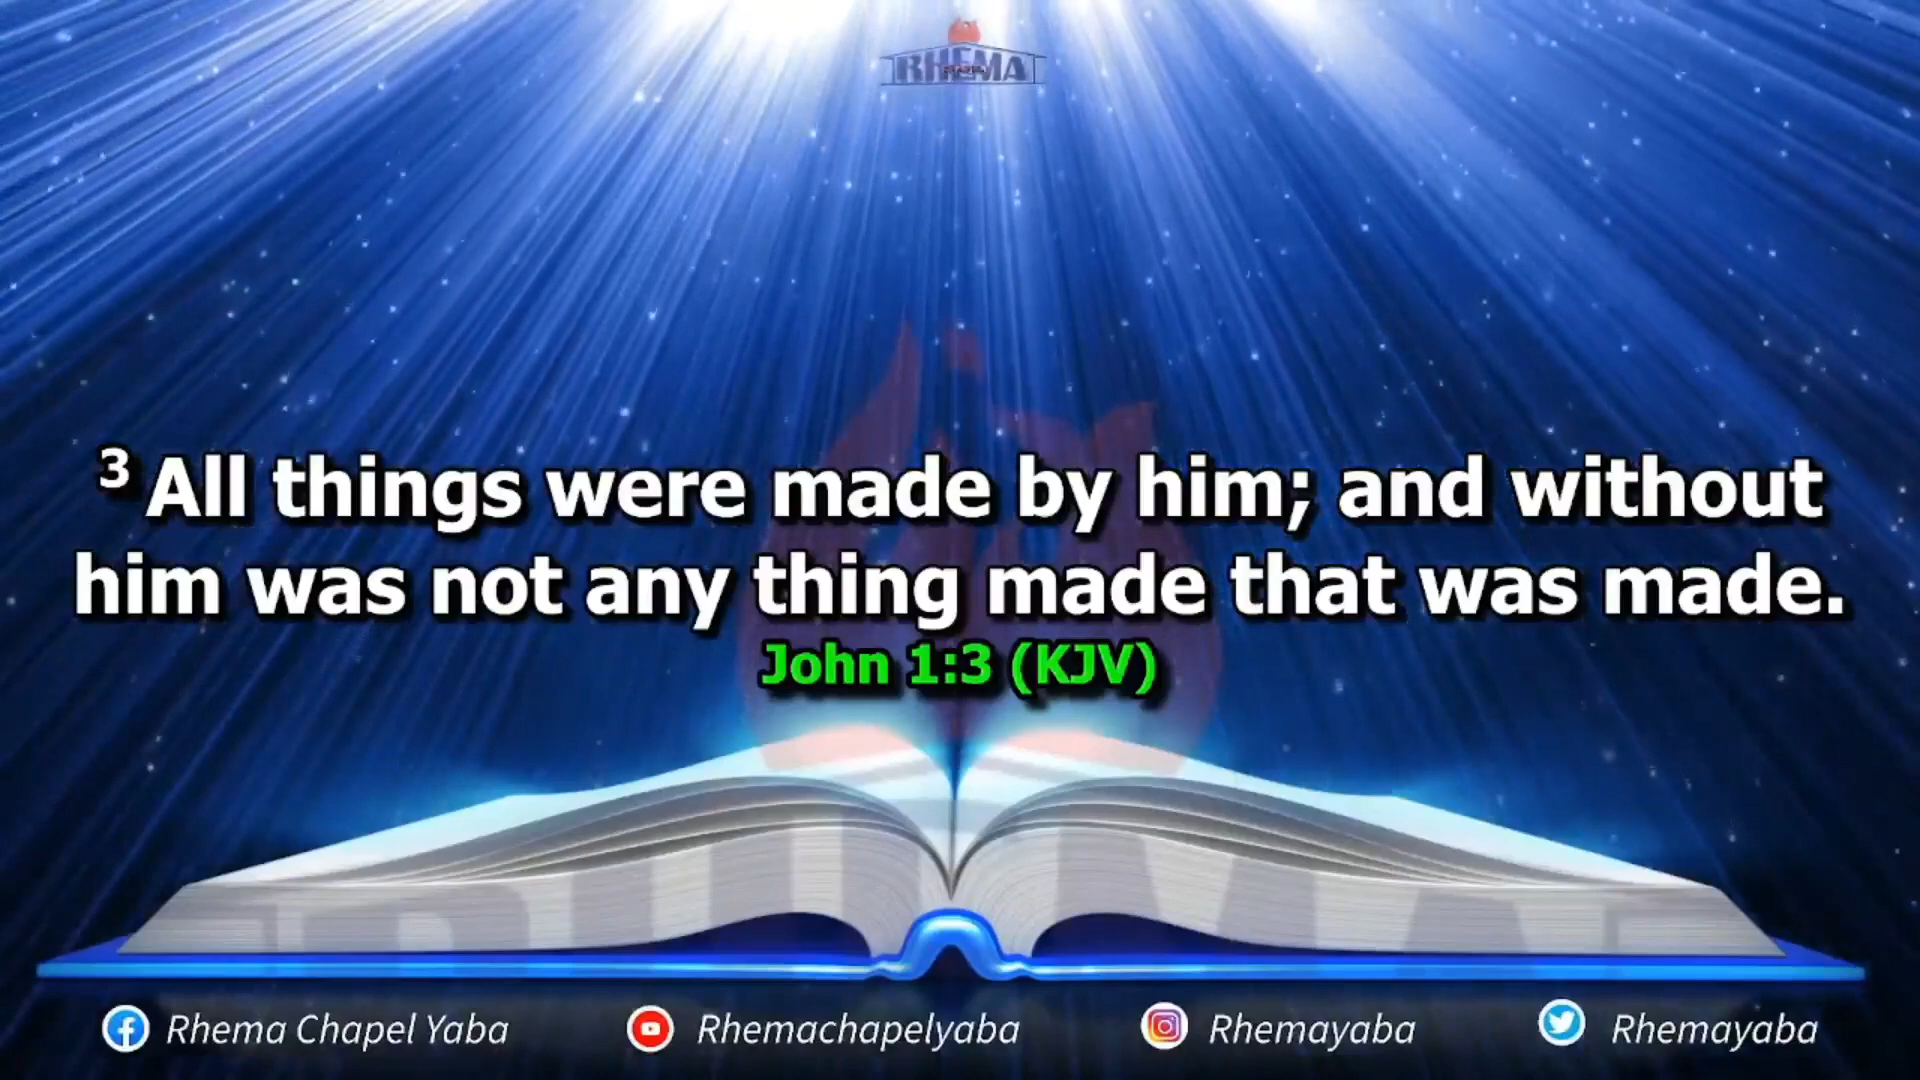 RHEMA
3 All things were made by him; and without
him was not any thing made that was made.
John 1:3 (KJV)
RHEMA
Rhema Chapel Yaba
Rhemachapelyaba
Rhemayaba
Rhemayaba